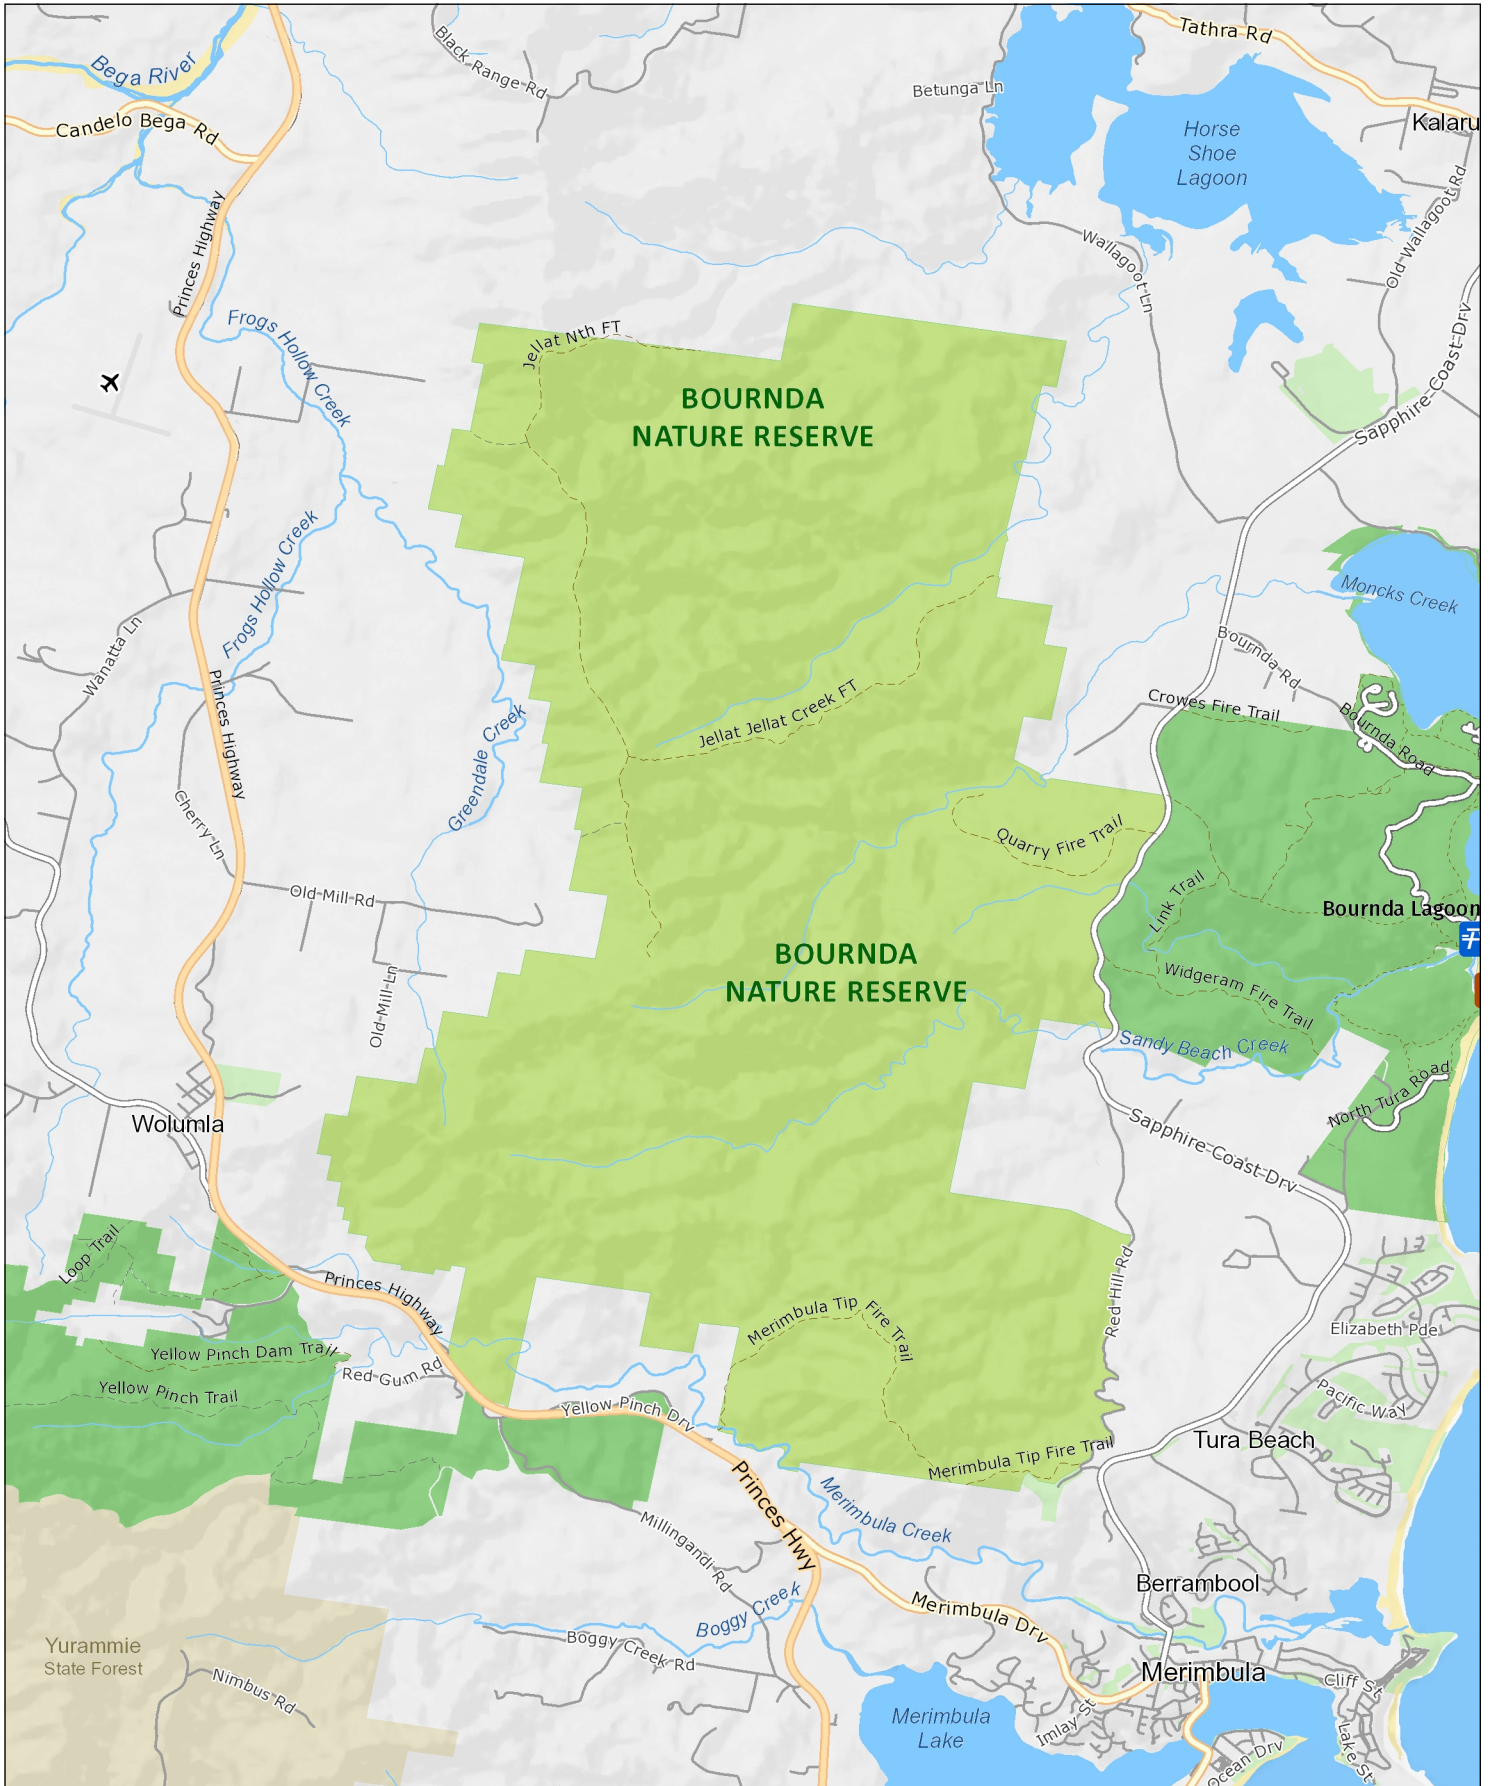 Tathra Rd
Black Range Rd
Bega River
Betunga Ln
Candelo Bega Rd
Kalaru
Horse
Shoe
Lagoon
Princes Highway
Old Wallagoot Rd
Wallagoot Ln
Frogs Hollow Creek
Jellat Nth FT
Sapphire Coast Drv
BOURNDA
NATURE RESERVE
Frogs Hollow Creek
Moncks Creek
Wanatta Ln
Bournda Rd
Princes Highway
Crowes Fire Trail
Jellat Jellat Creek FT
Bournda Road
Greendale Creek
Cherry Ln
Quarry Fire Trail
Link Trail
Old Mill Rd
Bournda Lagoon
BOURNDA
NATURE RESERVE
Widgeram Fire Trail
Old Mill Ln
Sandy Beach Creek
North Tura Road
Wolumla
Sapphire Coast Drv
Loop Trail
Princes Highway
Red Hill Rd
Merimbula Tip Fire Trail
Elizabeth Pde
Yellow Pinch Dam Trail
Red Gum Rd
Yellow Pinch Trail
Pacific Way
Yellow Pinch Drv
Tura Beach
Merimbula Tip Fire Trail
Princes Hwy
Merimbula Creek
Millingandi Rd
Berrambool
Boggy Creek
Merimbula Drv
Boggy Creek Rd
Yurammie
State Forest
Merimbula
Nimbus Rd
Cliff St
Merimbula
Lake
Imlay St
Lake St
Ocean Drv